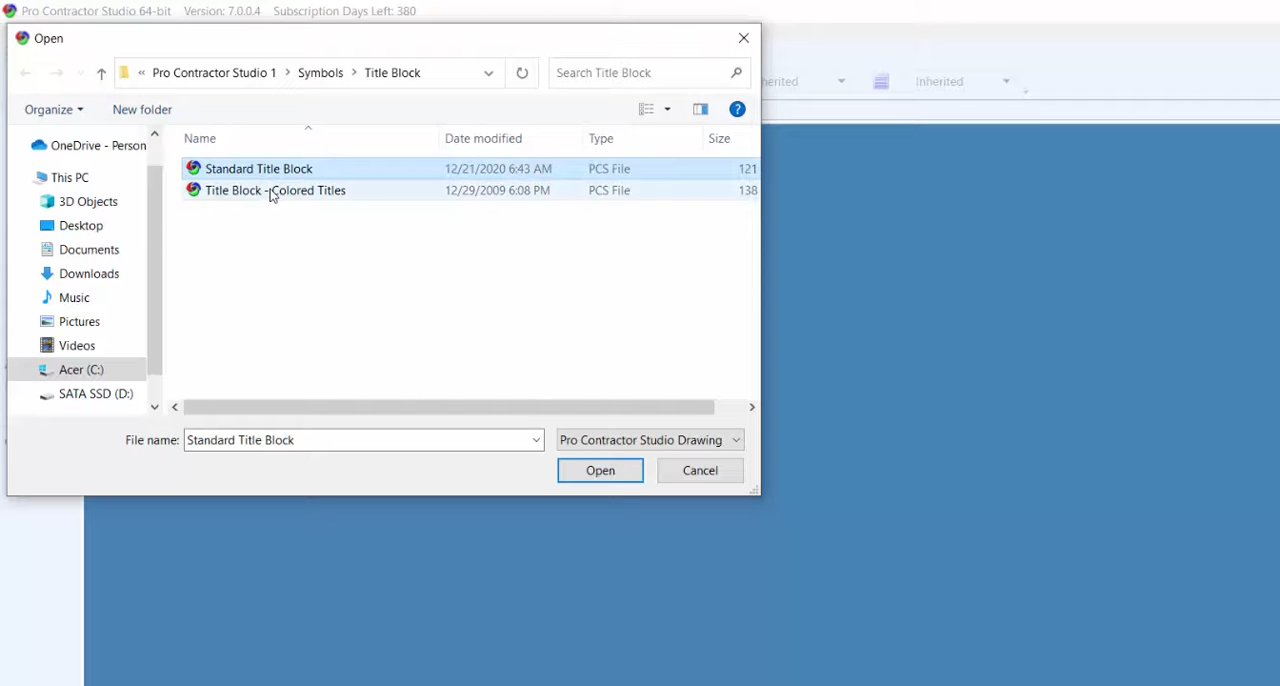 Pro Contractor Studio 64-bit Version: 7.0.0.4 Subscription Days Left: 380
Open
« Pro Contractor Studio 1 > Symbols > Title Block
Search Title Block
herited
Inherited
Organize
New folder
?
Name Date modified Type Size
OneDrive - Person
This PC
3D Objects
Desktop
Documents
Downloads
Music
Pictures
Videos
Acer (C:)
SATA SSD (D:)
Standard Title Block 12/21/2020 6:43 AM PCS File 121
Title Block - Colored Titles 12/29/2009 6:08 PM PCS File 138
File name: Standard Title Block
Pro Contractor Studio Drawing
Open Cancel